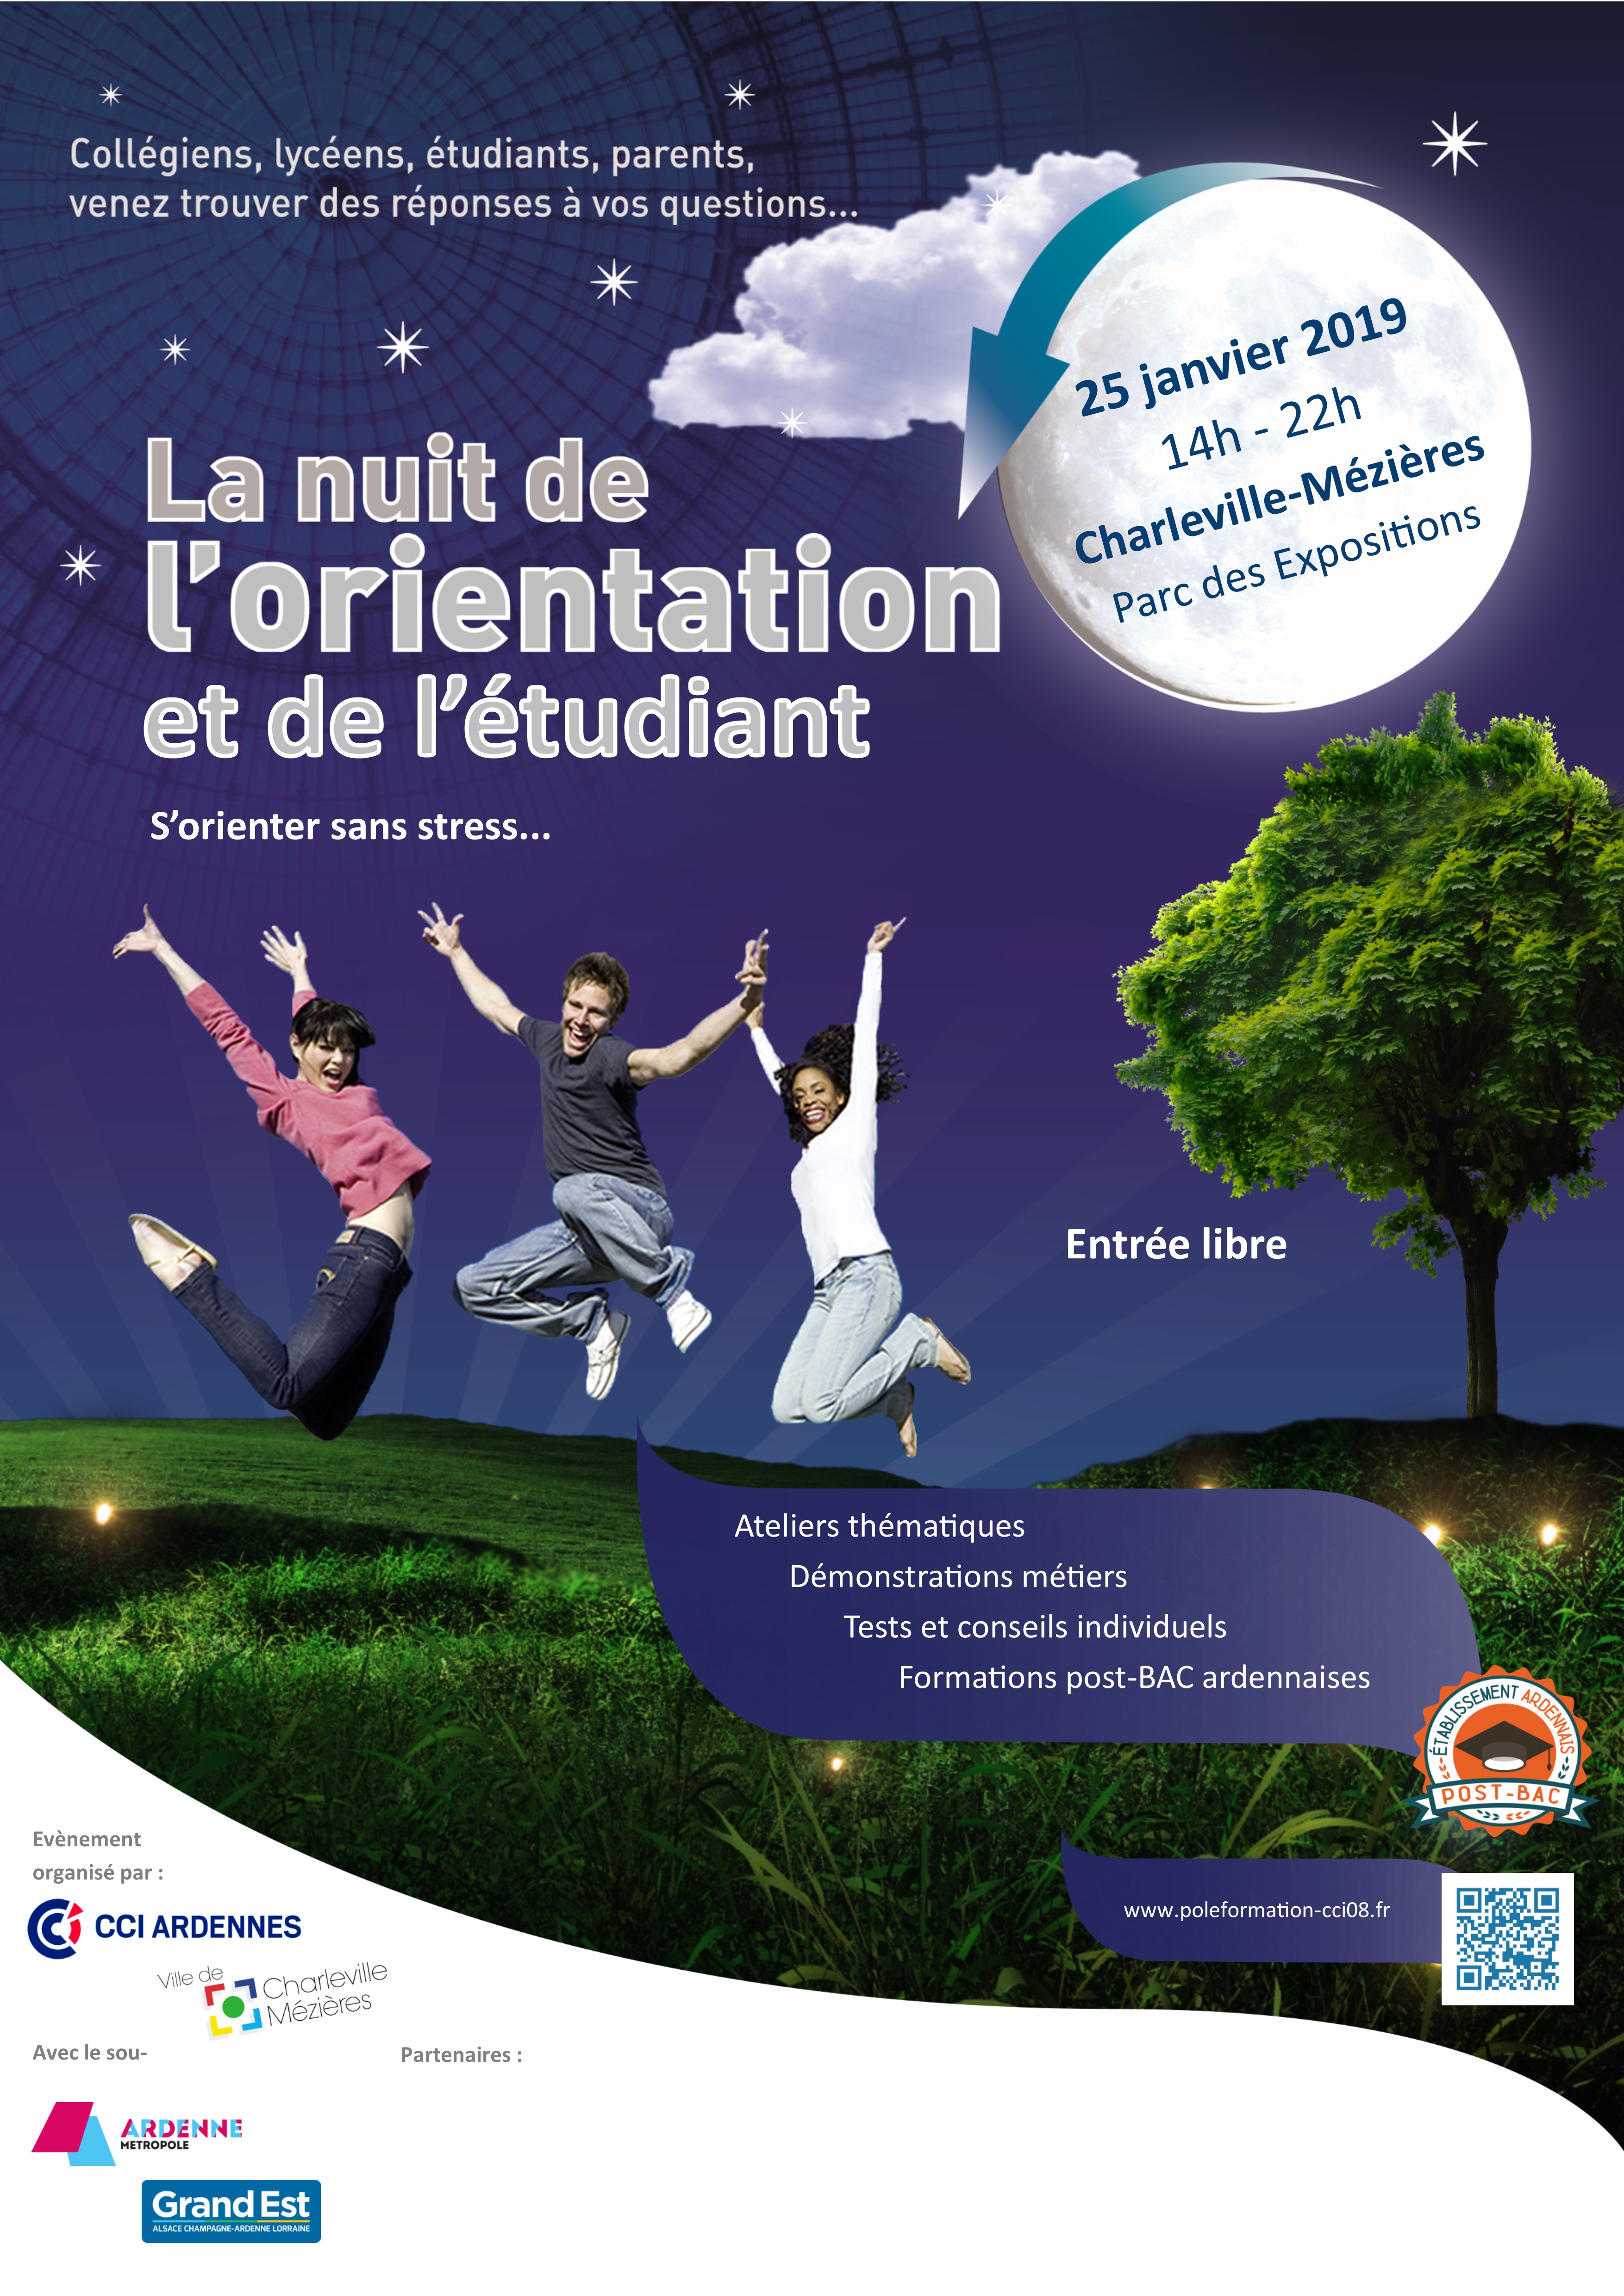 Collégiens, lycéens, étudiants, parents,
venez trouver des réponses à vos questions...
25 janvier 2019
14h - 22h
Charleville-Mézières
Parc des Expositions
La nuit de
l'orientation
et de l'étudiant
S'orienter sans stress...
Entrée libre
Ateliers thématiques
Démonstrations métiers
Tests et conseils individuels
Formations post-BAC ardennaises
ÉTABLISSEMENT ARDENNAIS
POST-BAC
www.poleformation-cci08.fr
Evènement
organisé par :
CCI ARDENNES
Ville de
Charleville
Mézières
Avec le sou-
Partenaires :
ARDENNE
METROPOLE
Grand Est
ALSACE CHAMPAGNE-ARDENNE LORRAINE